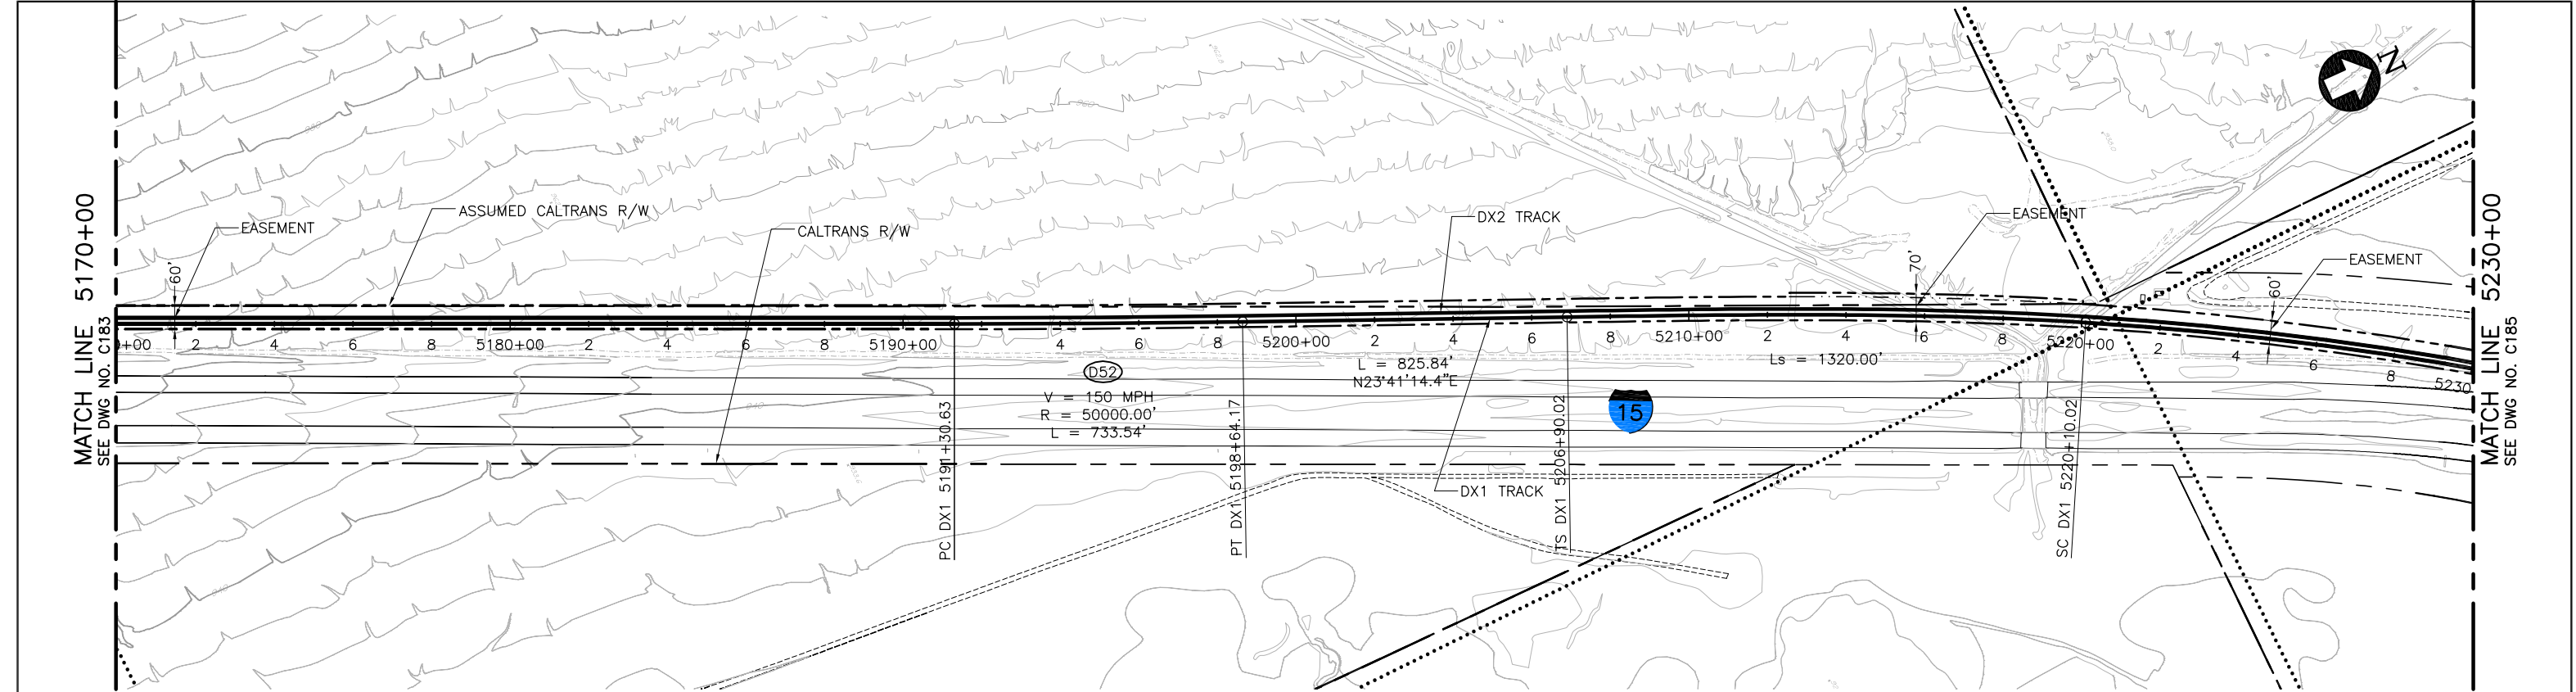 MATCH LINE 5170+00
SEE DWG NO. C183
EASEMENT
60'
ASSUMED CALTRANS R/W
CALTRANS R/W
DX2 TRACK
EASEMENT
70'
EASEMENT
60'
N
+00 2 4 6 8 5180+00 2 4 6 8 5190+00 4 6 8 5200+00 2 4 6 8 5210+00 2 4 6 8 5220+00 2 4 6 8 5230
D52
V = 150 MPH
R = 50000.00'
L = 733.54'
L = 825.84'
N23°41'14.4"E
Ls = 1320.00'
15
DX1 TRACK
PC DX1 5191+30.63
PT DX1 5198+64.17
TS DX1 5206+90.02
SC DX1 5220+10.02
MATCH LINE 5230+00
SEE DWG NO. C185